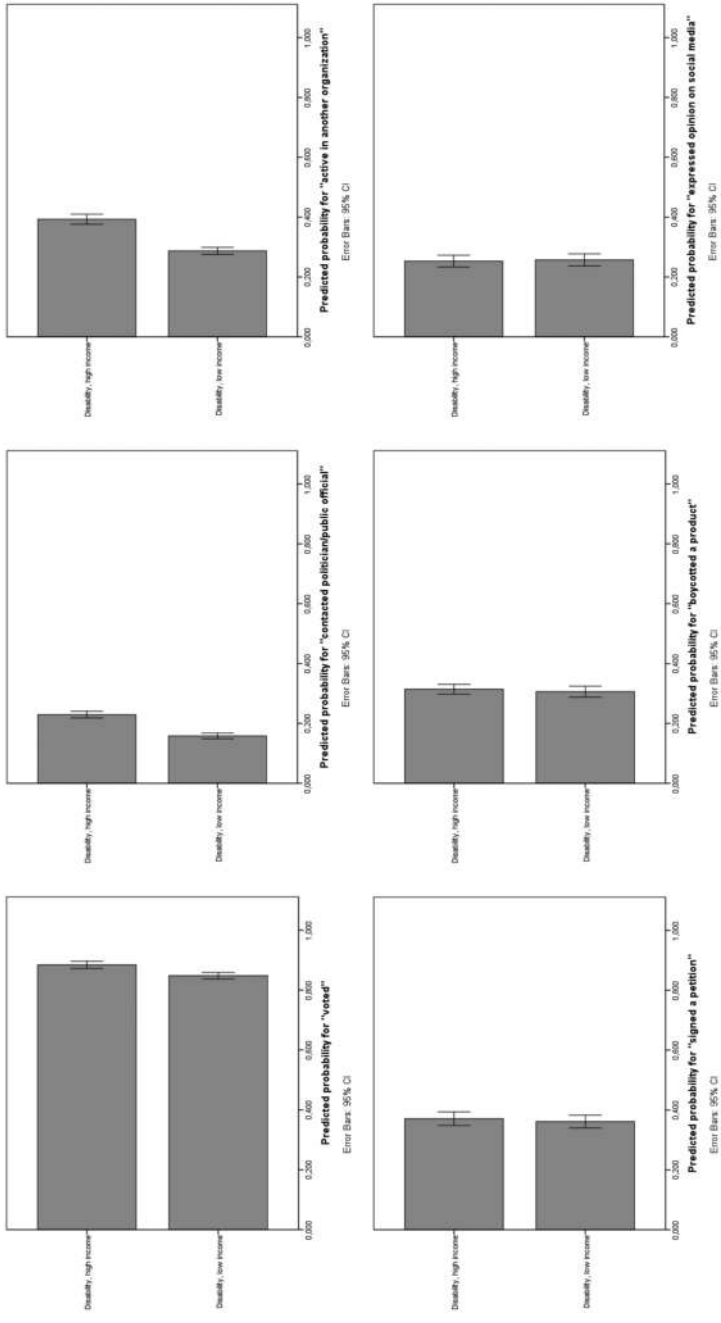 Disability, high income
Disability, low income
0,000 0,200 0,400 0,600 0,800 1,000
Predicted probability for "voted"
Error Bars: 95% CI
Disability, high income
Disability, low income
0,000 0,200 0,400 0,600 0,800 1,000
Predicted probability for "contacted politician/public official"
Error Bars: 95% CI
Disability, high income
Disability, low income
0,000 0,200 0,400 0,600 0,800 1,000
Predicted probability for "active in another organization"
Error Bars: 95% CI
Disability, high income
Disability, low income
0,000 0,200 0,400 0,600 0,800 1,000
Predicted probability for "signed a petition"
Error Bars: 95% CI
Disability, high income
Disability, low income
0,000 0,200 0,400 0,600 0,800 1,000
Predicted probability for "boycotted a product"
Error Bars: 95% CI
Disability, high income
Disability, low income
0,000 0,200 0,400 0,600 0,800 1,000
Predicted probability for "expressed opinion on social media"
Error Bars: 95% CI